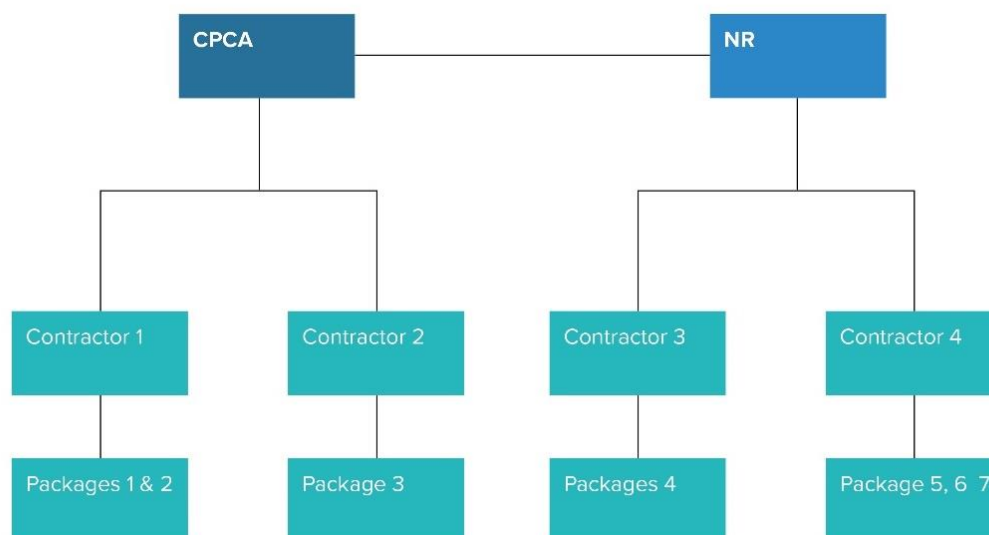 CPCA
NR
Contractor 1
Contractor 2
Contractor 3
Contractor 4
Packages 1 & 2
Package 3
Packages 4
Package 5, 6 7